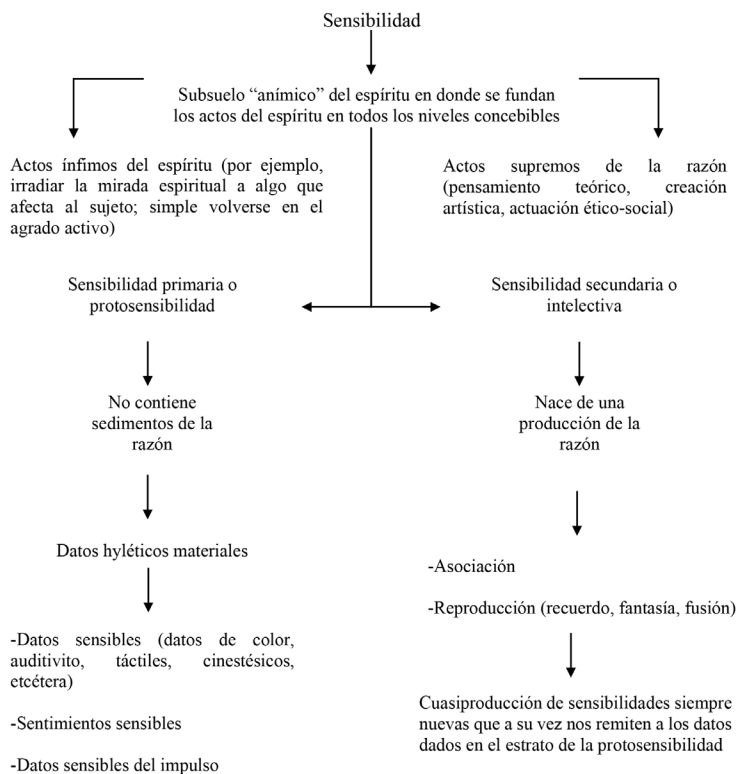 Sensibilidad
Subsuelo “anímico” del espíritu en donde se fundan
los actos del espíritu en todos los niveles concebibles
Actos ínfimos del espíritu (por ejemplo,
irradiar la mirada espiritual a algo que
afecta al sujeto; simple volverse en el
agrado activo)
Actos supremos de la razón
(pensamiento teórico, creación
artística, actuación ético-social)
Sensibilidad primaria o
protosensibilidad
Sensibilidad secundaria o
intelectiva
No contiene
sedimentos de la
razón
Nace de una
producción de la
razón
Datos hyléticos materiales
-Asociación
-Reproducción (recuerdo, fantasía, fusión)
-Datos sensibles (datos de color,
auditivito, táctiles, cinestésicos,
etcétera)
-Sentimientos sensibles
-Datos sensibles del impulso
Cuasiproducción de sensibilidades siempre
nuevas que a su vez nos remiten a los datos
dados en el estrato de la protosensibilidad